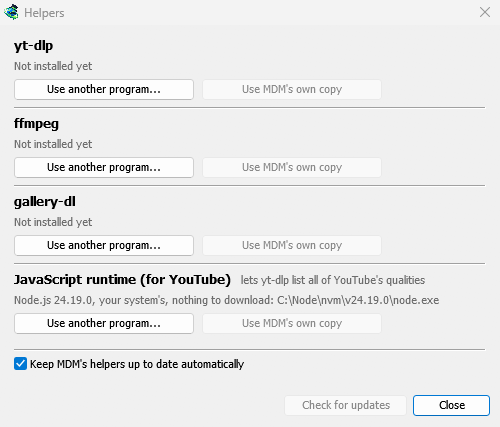 Helpers
yt-dlp
Not installed yet
Use another program... Use MDM's own copy
ffmpeg
Not installed yet
Use another program... Use MDM's own copy
gallery-dl
Not installed yet
Use another program... Use MDM's own copy
JavaScript runtime (for YouTube) lets yt-dlp list all of YouTube's qualities
Node.js 24.19.0, your system's, nothing to download: C:\Node\nvm\v24.19.0\node.exe
Use another program... Use MDM's own copy
Keep MDM's helpers up to date automatically
Check for updates Close